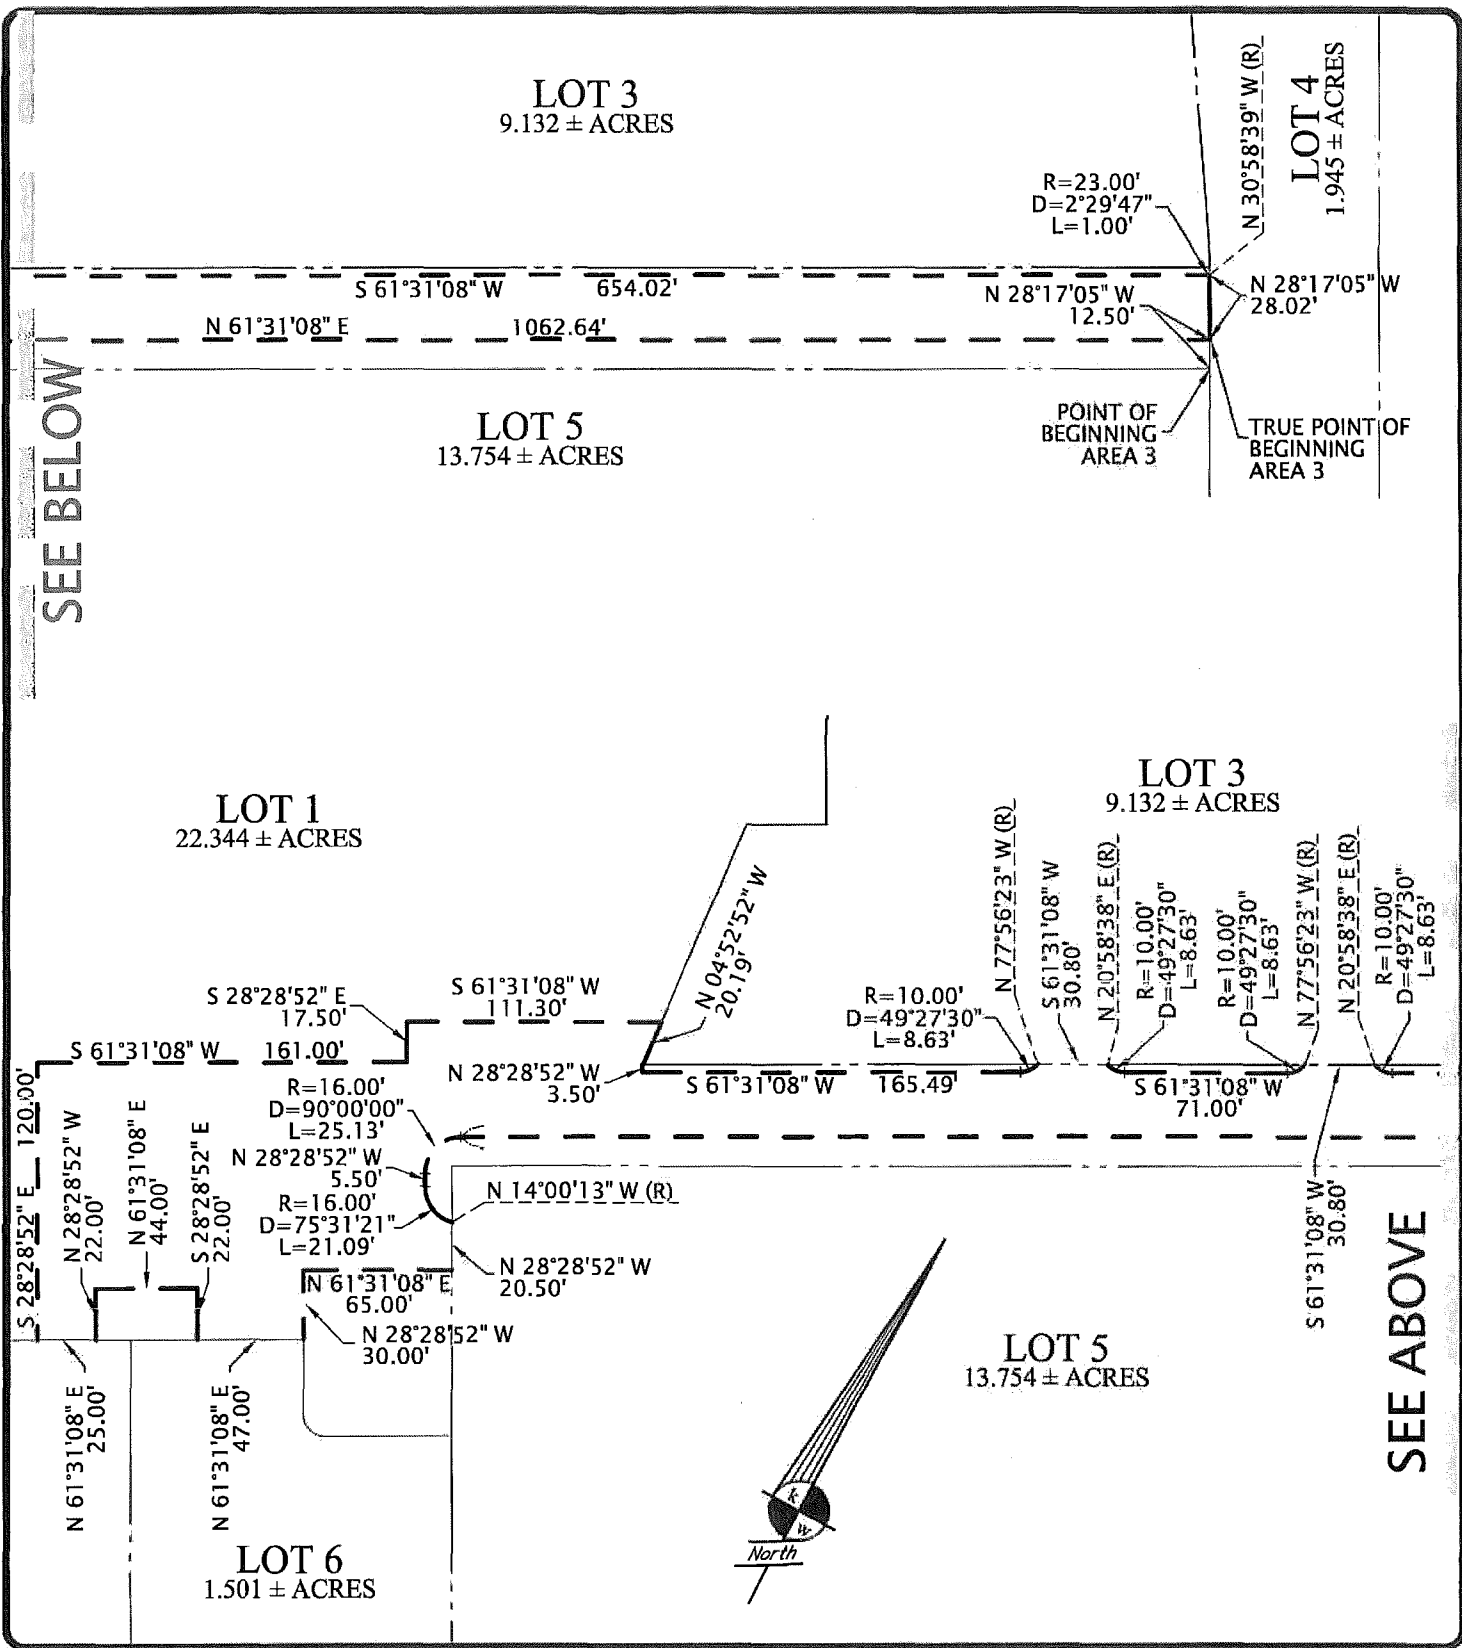 LOT 3
9.132 ± ACRES
N 30°58'39" W (R)
LOT 4
1.945 ± ACRES
R=23.00'
D=2°29'47"
L=1.00'
S 61°31'08" W 654.02'
N 28°17'05" W
12.50'
N 28°17'05" W
28.02'
N 61°31'08" E 1062.64'
SEE BELOW
LOT 5
13.754 ± ACRES
POINT OF
BEGINNING
AREA 3
TRUE POINT OF
BEGINNING
AREA 3
LOT 1
22.344 ± ACRES
LOT 3
9.132 ± ACRES
N 04°52'52" W
20.19'
N 77°56'23" W (R)
S 61°31'08" W
30.80'
N 20°58'38" E (R)
R=10.00'
D=49°27'30"
L=8.63'
R=10.00'
D=49°27'30"
L=8.63'
N 77°56'23" W (R)
N 20°58'38" E (R)
R=10.00'
D=49°27'30"
L=8.63'
S 28°28'52" E
17.50'
S 61°31'08" W
111.30'
R=10.00'
D=49°27'30"
L=8.63'
S 61°31'08" W 161.00'
N 28°28'52" W
3.50'
S 61°31'08" W 165.49'
S 61°31'08" W
71.00'
S 28°28'52" E 120.00'
N 28°28'52" W
22.00'
N 61°31'08" E
44.00'
S 28°28'52" E
22.00'
R=16.00'
D=90°00'00"
L=25.13'
N 28°28'52" W
5.50'
R=16.00'
D=75°31'21"
L=21.09'
N 14°00'13" W (R)
N 28°28'52" W
20.50'
N 61°31'08" E
65.00'
N 28°28'52" W
30.00'
S 61°31'08" W
30.80'
SEE ABOVE
LOT 5
13.754 ± ACRES
N 61°31'08" E
25.00'
N 61°31'08" E
47.00'
k
w
North
LOT 6
1.501 ± ACRES